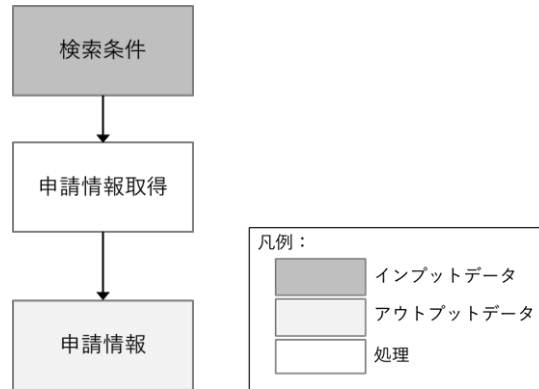 検索条件
申請情報取得
申請情報
凡例：
インプットデータ
アウトプットデータ
処理